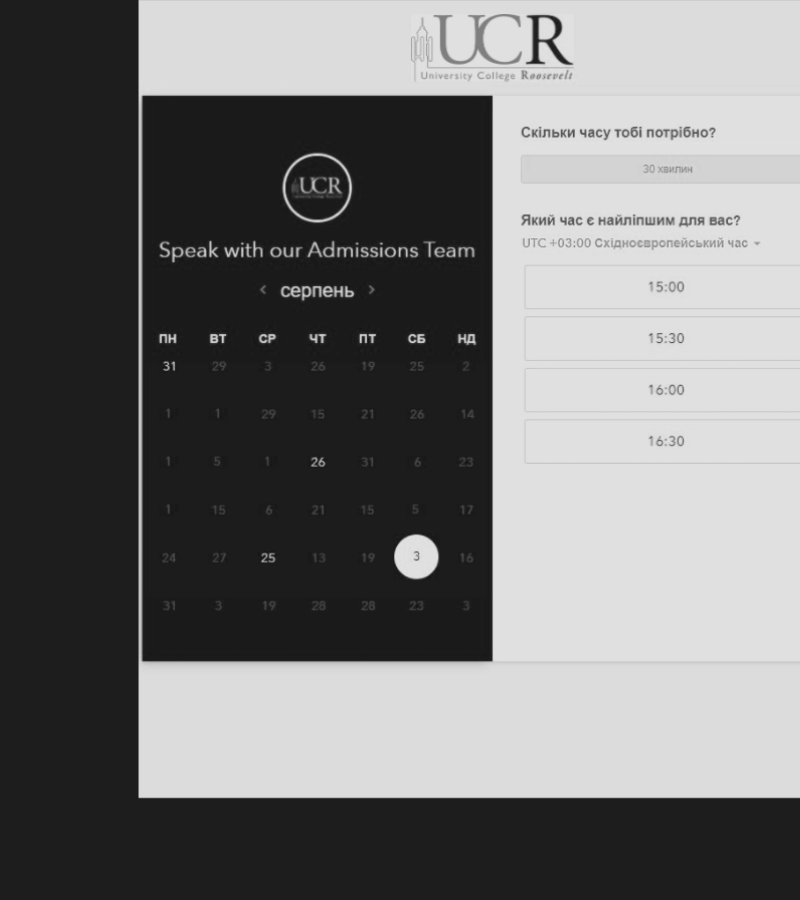 UCR
University College Roosevelt
UCR
Speak with our Admissions Team
‹ серпень ›
ПН ВТ СР ЧТ ПТ СБ НД
31 29 3 26 19 25 2
1 1 29 15 21 26 14
1 5 1 26 31 6 23
1 15 6 21 15 5 17
24 27 25 13 19 3 16
31 3 19 28 28 23 3
Скільки часу тобі потрібно?
30 хвилин
Який час є найліпшим для вас?
UTC +03:00 Східноєвропейський час
15:00
15:30
16:00
16:30